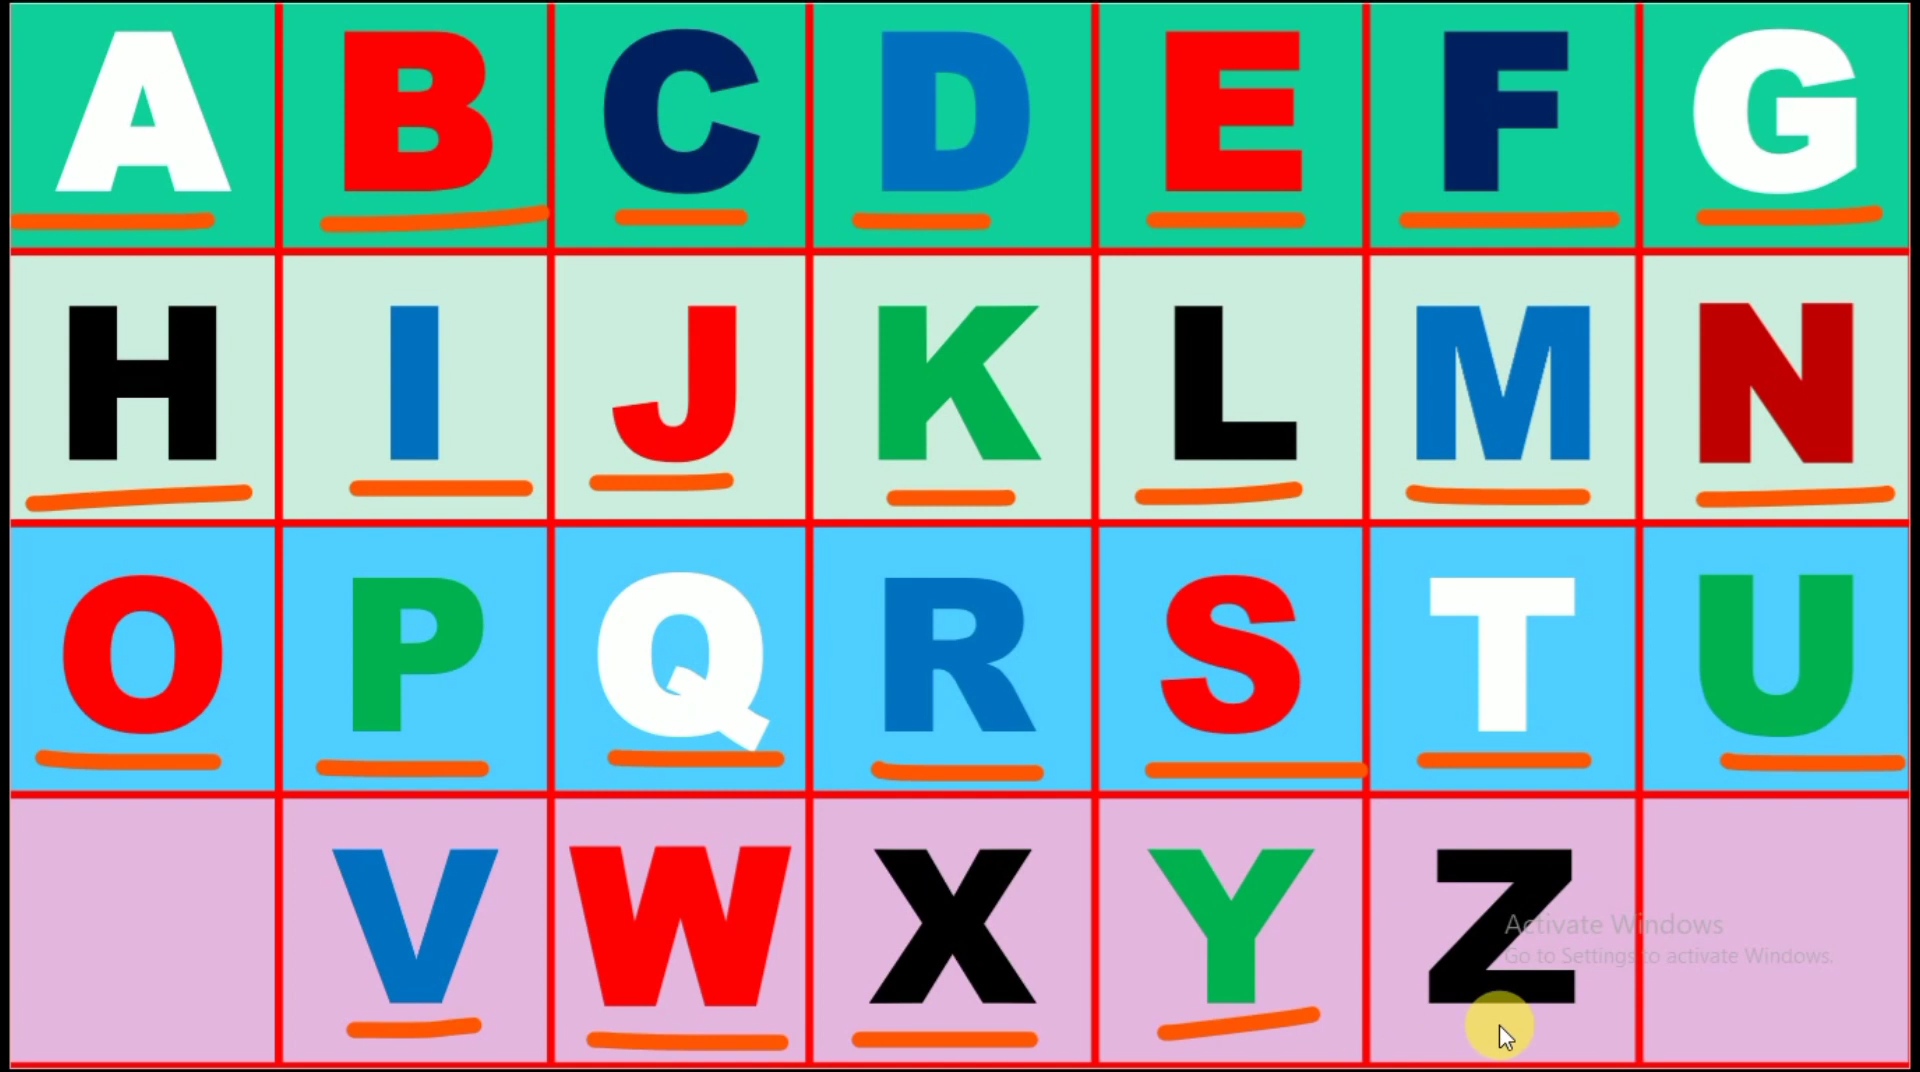 A B C D E F G
H I J K L M N
O P Q R S T U
V W X Y Z
Activate Windows
Go to Settings to activate Windows.